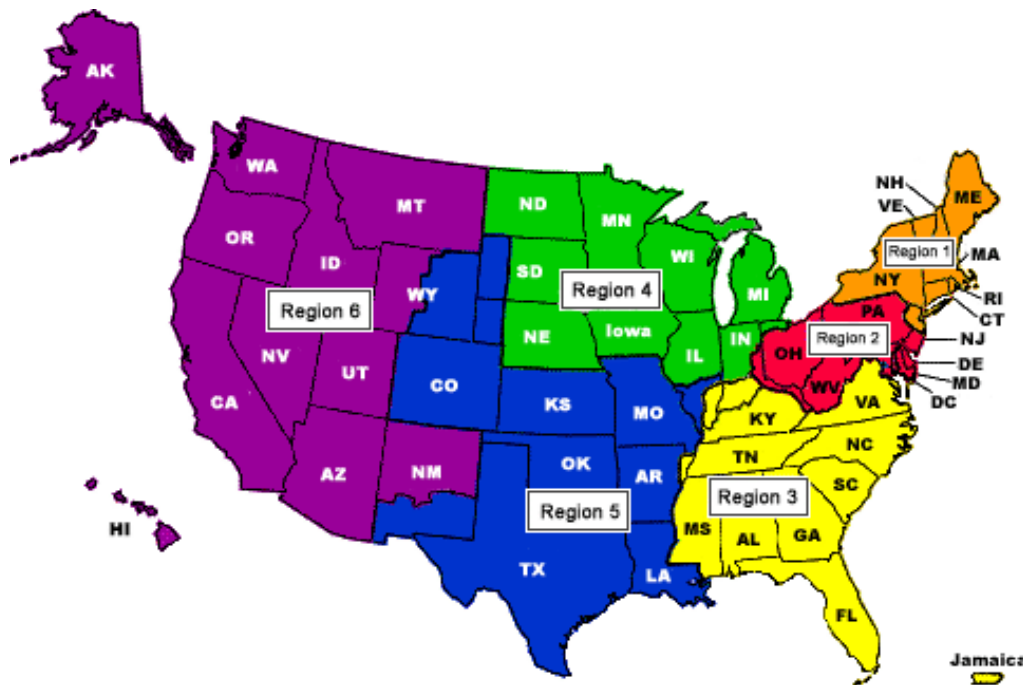 AK
WA
MT
ND
MN
NH
ME
VE
OR
ID
SD
WI
Region 1
MA
WY
Region 4
MI
NY
RI
Region 6
PA
CT
NE
Iowa
Region 2
NJ
NV
UT
IL
IN
OH
DE
CO
KS
MO
WV
MD
CA
VA
DC
KY
NC
TN
AZ
NM
OK
AR
SC
Region 3
HI
Region 5
MS
AL
GA
TX
LA
FL
Jamaica